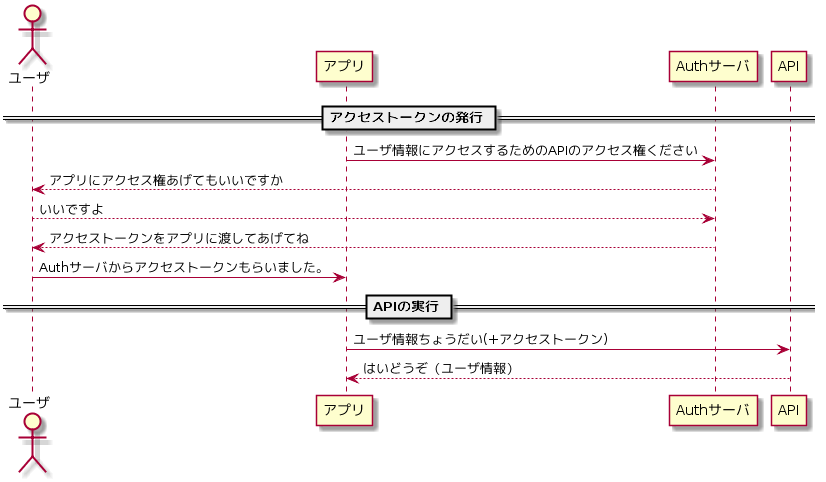 ユーザ
アプリ
Authサーバ
API
アクセストークンの発行
ユーザ情報にアクセスするためのAPIのアクセス権ください
アプリにアクセス権あげてもいいですか
いいですよ
アクセストークンをアプリに渡してあげてね
Authサーバからアクセストークンもらいました。
APIの実行
ユーザ情報ちょうだい(+アクセストークン)
はいどうぞ（ユーザ情報）
ユーザ
アプリ
Authサーバ
API